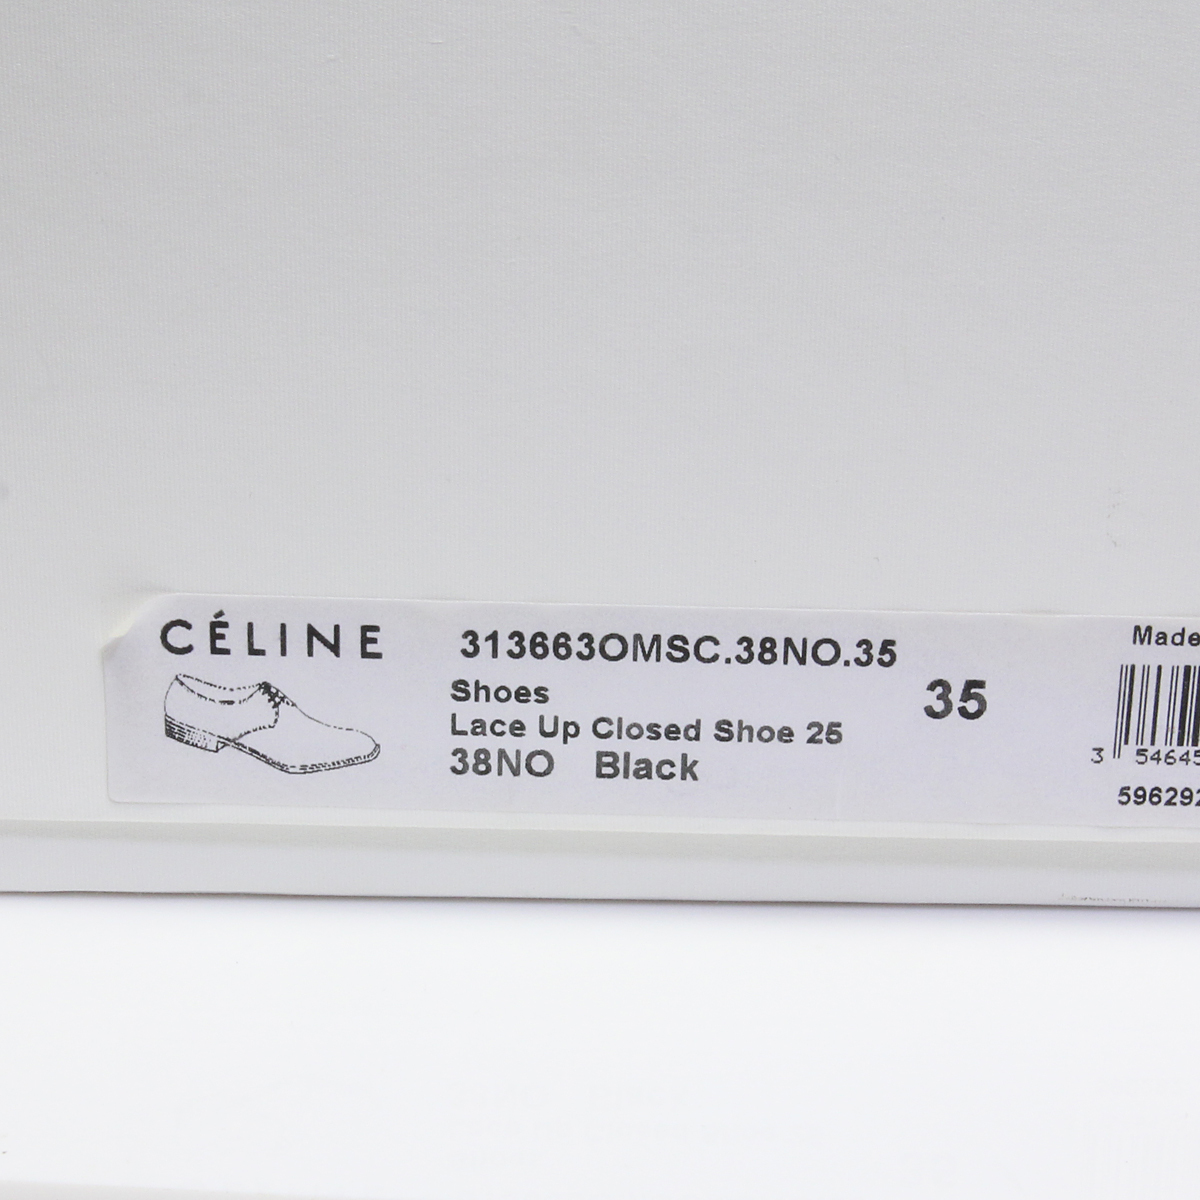 CÉLINE
313663OMSC.38NO.35
Shoes
Lace Up Closed Shoe 25
38NO Black
35
Made
3 54645
596292